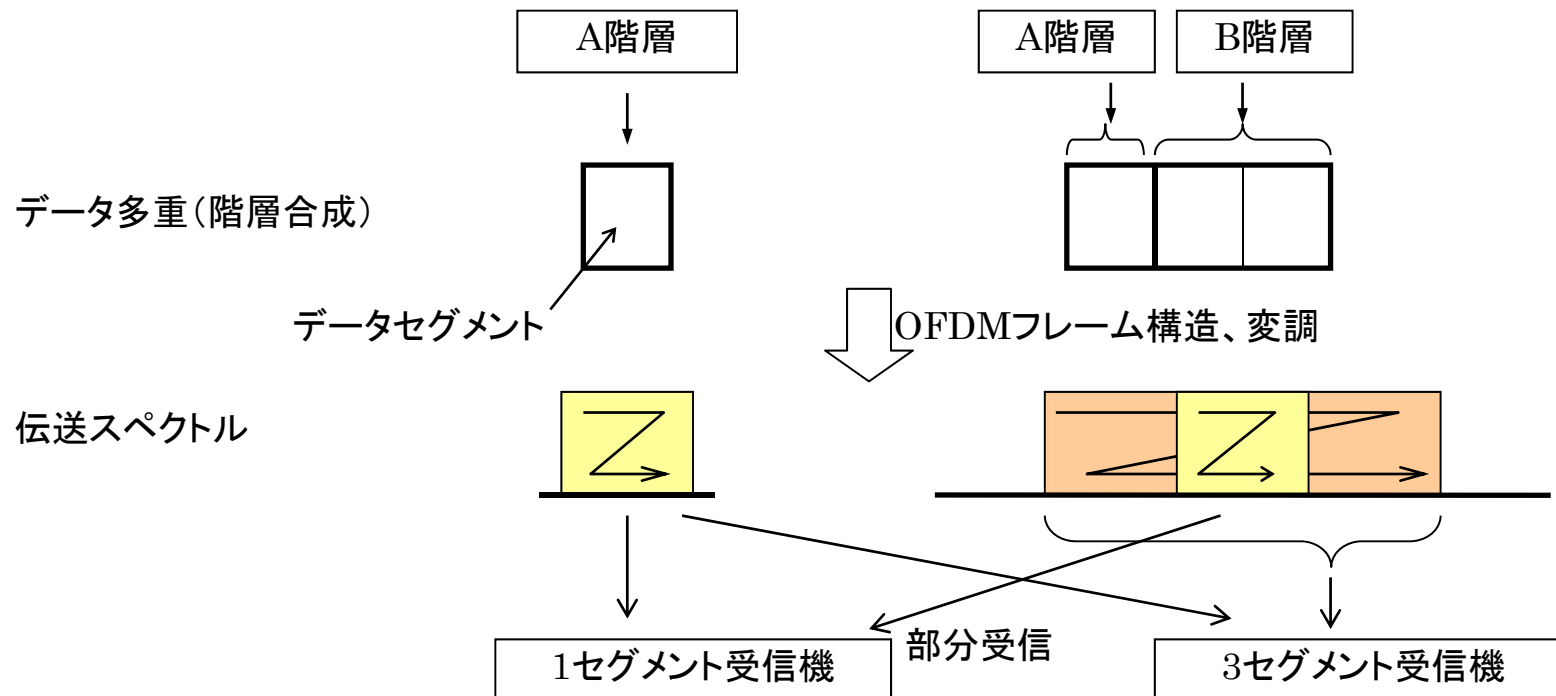 A階層
A階層
B階層
データ多重(階層合成)
データセグメント
OFDMフレーム構造、変調
伝送スペクトル
部分受信
1セグメント受信機
3セグメント受信機